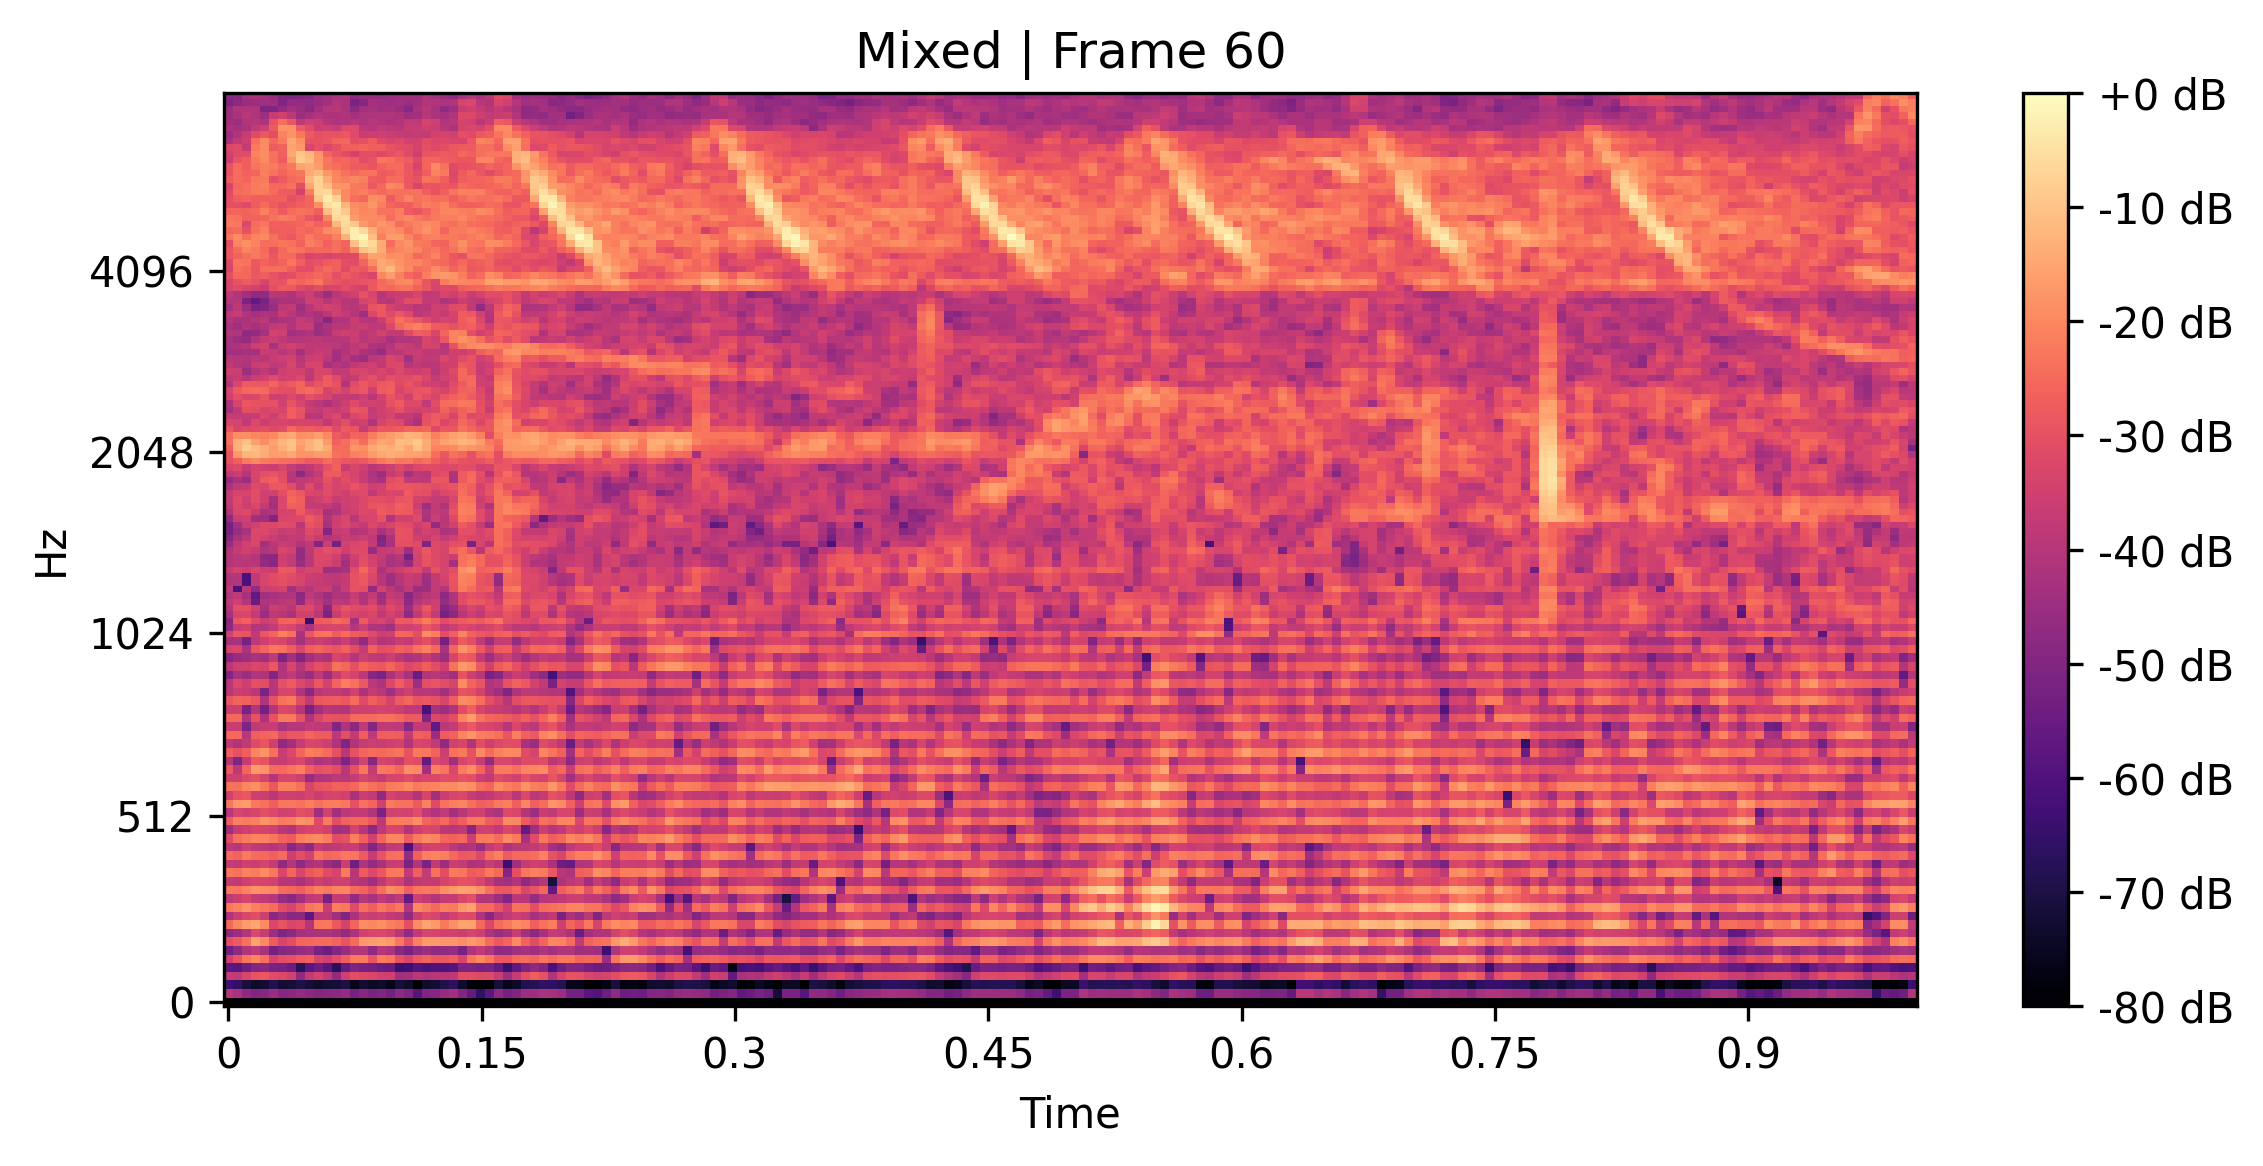 Mixed | Frame 60
+0 dB
-10 dB
-20 dB
-30 dB
-40 dB
-50 dB
-60 dB
-70 dB
-80 dB
Hz
4096
2048
1024
512
0
0 0.15 0.3 0.45 0.6 0.75 0.9
Time